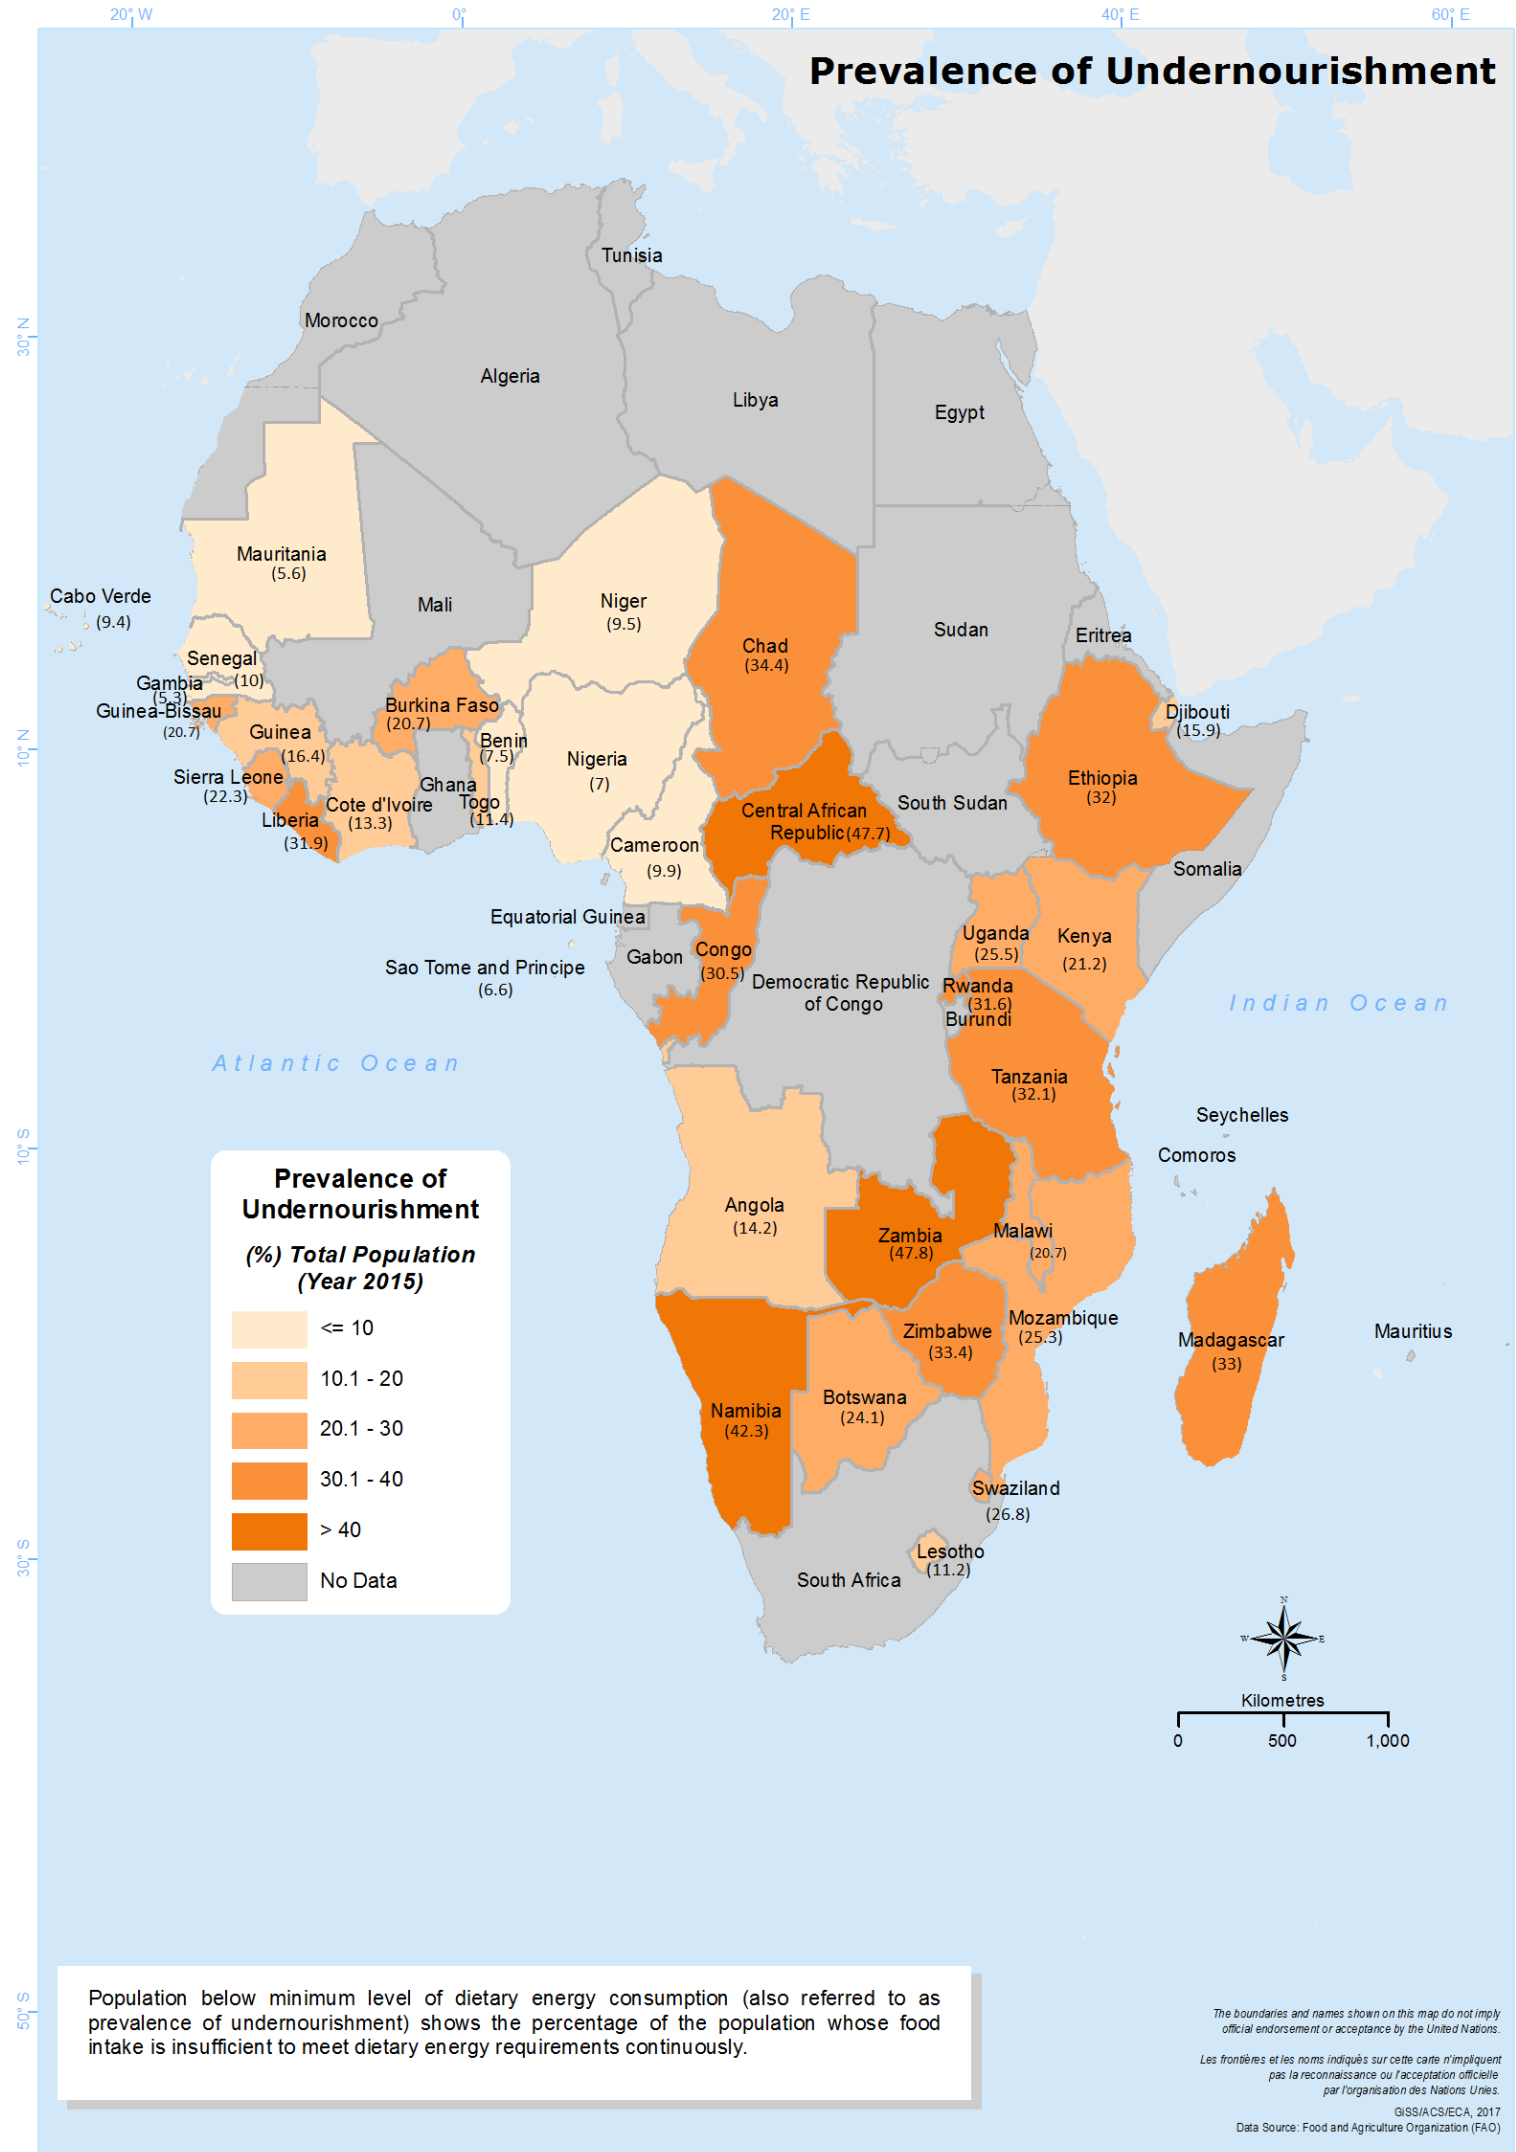 20° W
0°
20° E
40° E
60° E
Prevalence of Undernourishment
30° N
10° N
10° S
30° S
50° S
Tunisia
Morocco
Algeria
Libya
Egypt
Mauritania
(5.6)
Cabo Verde
(9.4)
Mali
Niger
(9.5)
Chad
(34.4)
Sudan
Eritrea
Senegal
(10)
Gambia
(5.3)
Guinea-Bissau
(20.7)
Burkina Faso
(20.7)
Djibouti
(15.9)
Guinea
(16.4)
Benin
(7.5)
Nigeria
(7)
Sierra Leone
(22.3)
Ghana
Togo
(11.4)
Cote d'Ivoire
(13.3)
Liberia
(31.9)
Ethiopia
(32)
South Sudan
Central African
Republic(47.7)
Cameroon
(9.9)
Somalia
Equatorial Guinea
Gabon
Congo
(30.5)
Uganda
(25.5)
Kenya
(21.2)
Sao Tome and Principe
(6.6)
Democratic Republic
of Congo
Rwanda
(31.6)
Burundi
Indian Ocean
Atlantic Ocean
Tanzania
(32.1)
Seychelles
Comoros
Angola
(14.2)
Zambia
(47.8)
Malawi
(20.7)
Mozambique
(25.3)
Zimbabwe
(33.4)
Madagascar
(33)
Mauritius
Namibia
(42.3)
Botswana
(24.1)
Swaziland
(26.8)
Lesotho
(11.2)
South Africa
Prevalence of
Undernourishment
(%) Total Population
(Year 2015)
<= 10
10.1 - 20
20.1 - 30
30.1 - 40
> 40
No Data
N
W
E
S
Kilometres
0
500
1,000
Population below minimum level of dietary energy consumption (also referred to as
prevalence of undernourishment) shows the percentage of the population whose food
intake is insufficient to meet dietary energy requirements continuously.
The boundaries and names shown on this map do not imply
official endorsement or acceptance by the United Nations.
Les frontières et les noms indiqués sur cette carte n'impliquent
pas la reconnaissance ou l'acceptation officielle
par l'organisation des Nations Unies.
GiSS/ACS/ECA, 2017
Data Source: Food and Agriculture Organization (FAO)